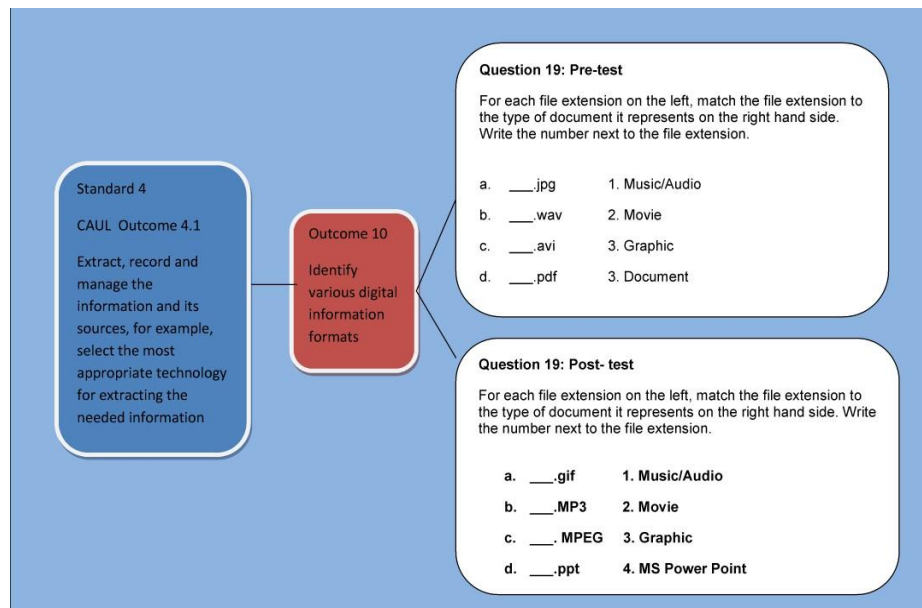 Standard 4
CAUL Outcome 4.1
Extract, record and
manage the
information and its
sources, for example,
select the most
appropriate technology
for extracting the
needed information
Outcome 10
Identify
various digital
information
formats
Question 19: Pre-test
For each file extension on the left, match the file extension to
the type of document it represents on the right hand side.
Write the number next to the file extension.
a. ___.jpg 1. Music/Audio
b. ___.wav 2. Movie
c. ___.avi 3. Graphic
d. ___.pdf 3. Document
Question 19: Post- test
For each file extension on the left, match the file extension to
the type of document it represents on the right hand side. Write
the number next to the file extension.
a. ___.gif 1. Music/Audio
b. ___.MP3 2. Movie
c. ___. MPEG 3. Graphic
d. ___.ppt 4. MS Power Point